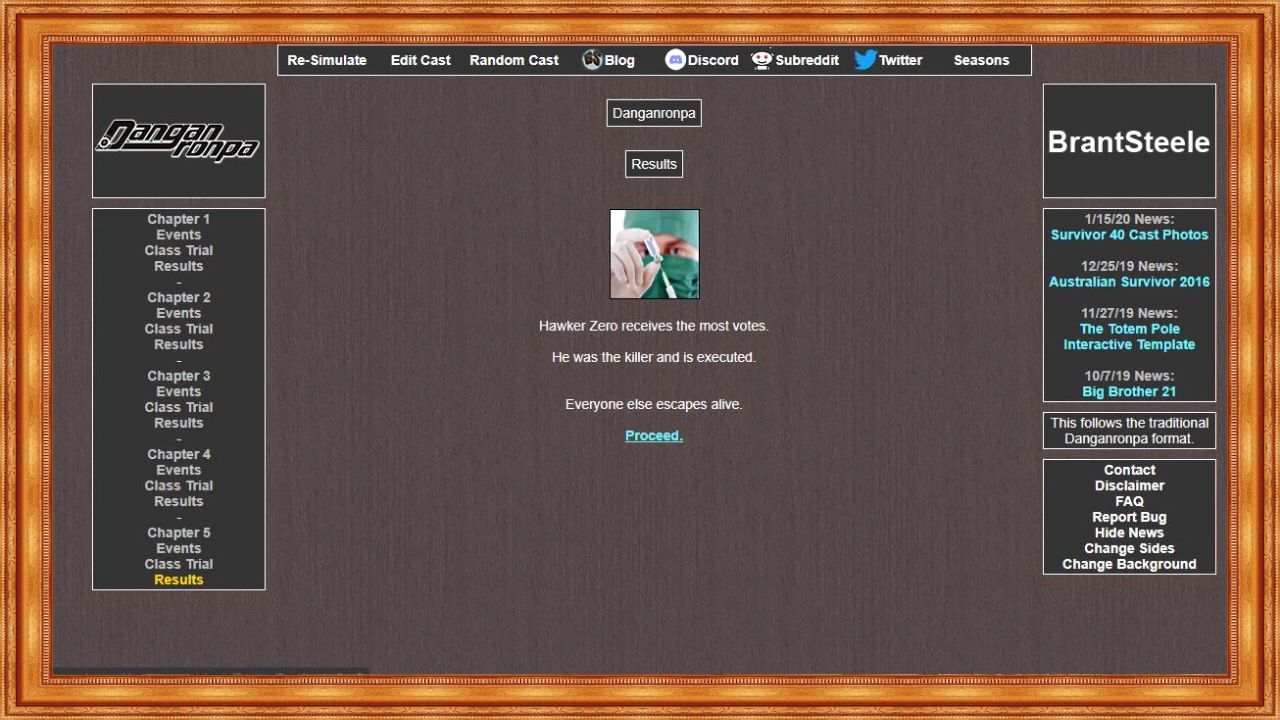 Re-Simulate Edit Cast Random Cast Blog Discord Subreddit Twitter Seasons
Dangan
ronpa
Chapter 1
Events
Class Trial
Results
-
Chapter 2
Events
Class Trial
Results
-
Chapter 3
Events
Class Trial
Results
-
Chapter 4
Events
Class Trial
Results
-
Chapter 5
Events
Class Trial
Results
Danganronpa
Results
Hawker Zero receives the most votes.
He was the killer and is executed.
Everyone else escapes alive.
Proceed.
BrantSteele
1/15/20 News:
Survivor 40 Cast Photos
12/25/19 News:
Australian Survivor 2016
11/27/19 News:
The Totem Pole
Interactive Template
10/7/19 News:
Big Brother 21
This follows the traditional
Danganronpa format.
Contact
Disclaimer
FAQ
Report Bug
Hide News
Change Sides
Change Background